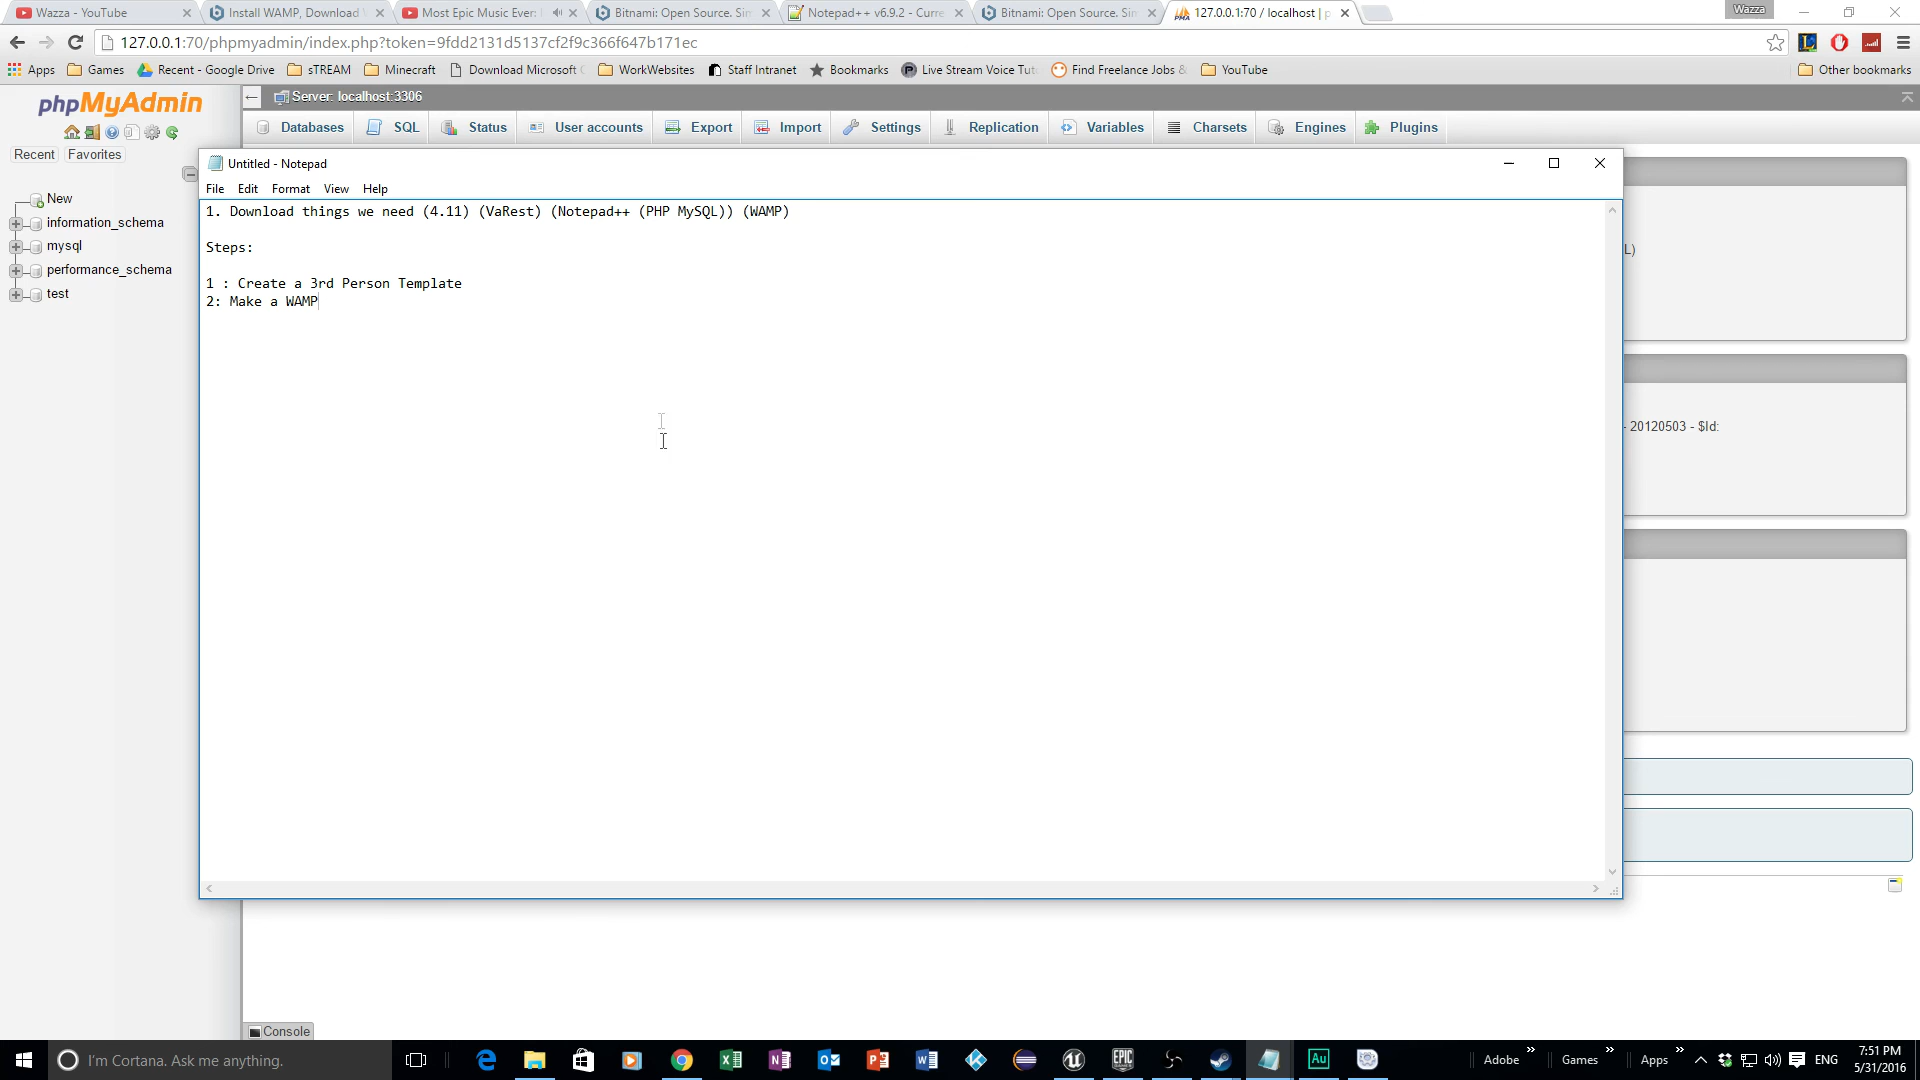 Wazza - YouTube
Install WAMP, Download
Most Epic Music Ever:
Bitnami: Open Source. Sim
Notepad++ v6.9.2 - Curre
Bitnami: Open Source. Sim
127.0.0.1:70 / localhost | p
Wazza
127.0.0.1:70/phpmyadmin/index.php?token=9fdd2131d5137cf2f9c366f647b171ec
Apps
Games
Recent - Google Drive
sTREAM
Minecraft
Download Microsoft
WorkWebsites
Staff Intranet
Bookmarks
Live Stream Voice Tut
Find Freelance Jobs &
YouTube
Other bookmarks
phpMyAdmin
Server: localhost:3306
Databases
SQL
Status
User accounts
Export
Import
Settings
Replication
Variables
Charsets
Engines
Plugins
Recent
Favorites
New
information_schema
mysql
performance_schema
test
Untitled - Notepad
File Edit Format View Help
1. Download things we need (4.11) (VaRest) (Notepad++ (PHP MySQL)) (WAMP)
Steps:
1 : Create a 3rd Person Template
2: Make a WAMP
L)
- 20120503 - $Id:
Console
I'm Cortana. Ask me anything.
Adobe
Games
Apps
ENG
7:51 PM
5/31/2016